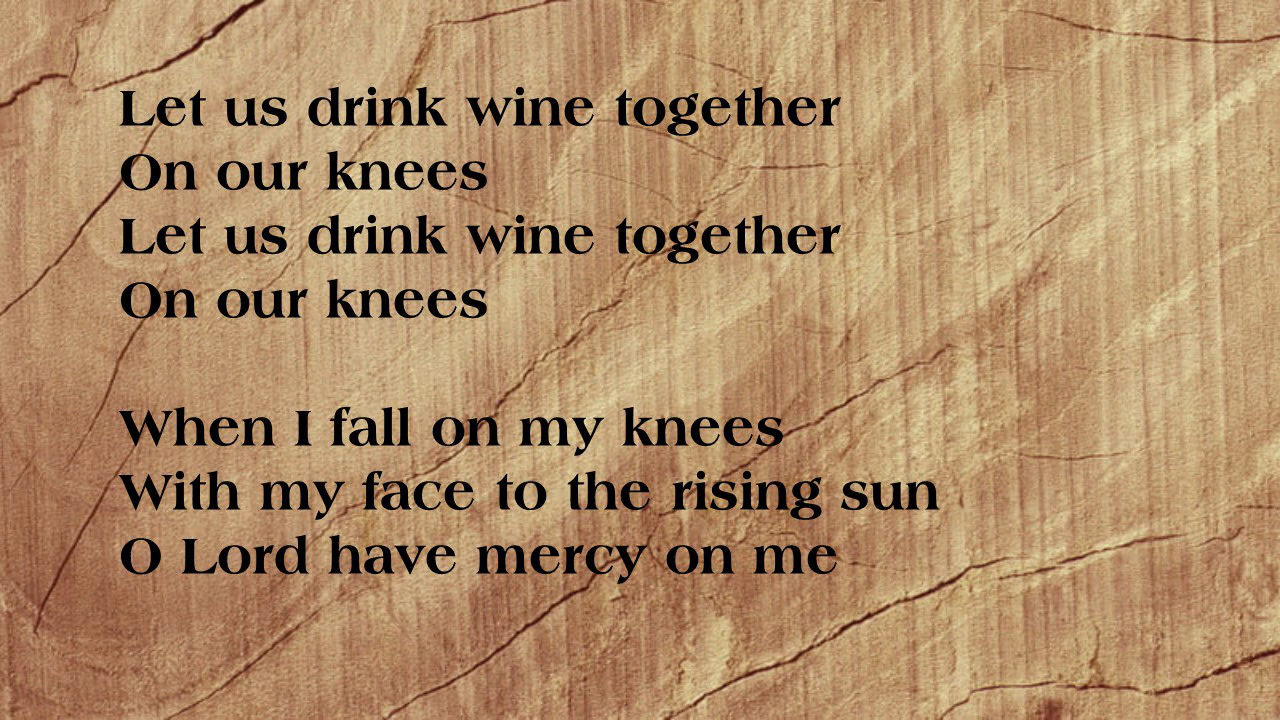 Let us drink wine together
On our knees
Let us drink wine together
On our knees
When I fall on my knees
With my face to the rising sun
O Lord have mercy on me